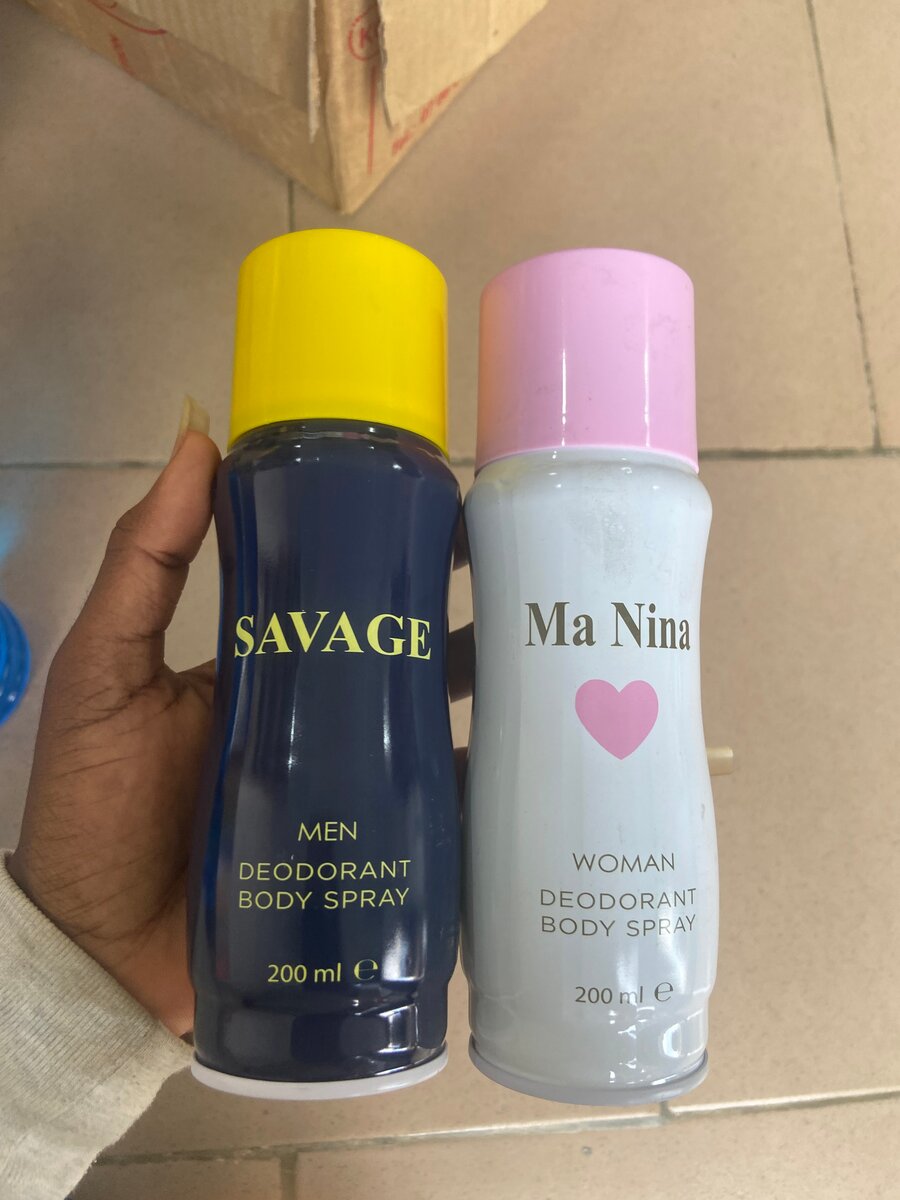 SAVAGE
MEN
DEODORANT
BODY SPRAY
200 ml e
Ma Nina
WOMAN
DEODORANT
BODY SPRAY
200 ml e